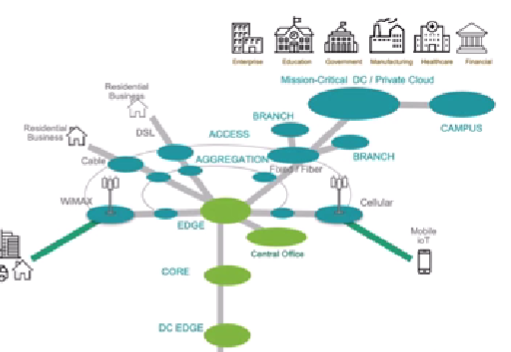 Enterprise
Education
Government
Manufacturing
Healthcare
Financial
Mission-Critical DC / Private Cloud
CAMPUS
BRANCH
BRANCH
Residential
Business
DSL
Residential
Business
Cable
ACCESS
AGGREGATION
Fixed / Fiber
WiMAX
Cellular
EDGE
Central Office
Mobile
ioT
CORE
DC EDGE